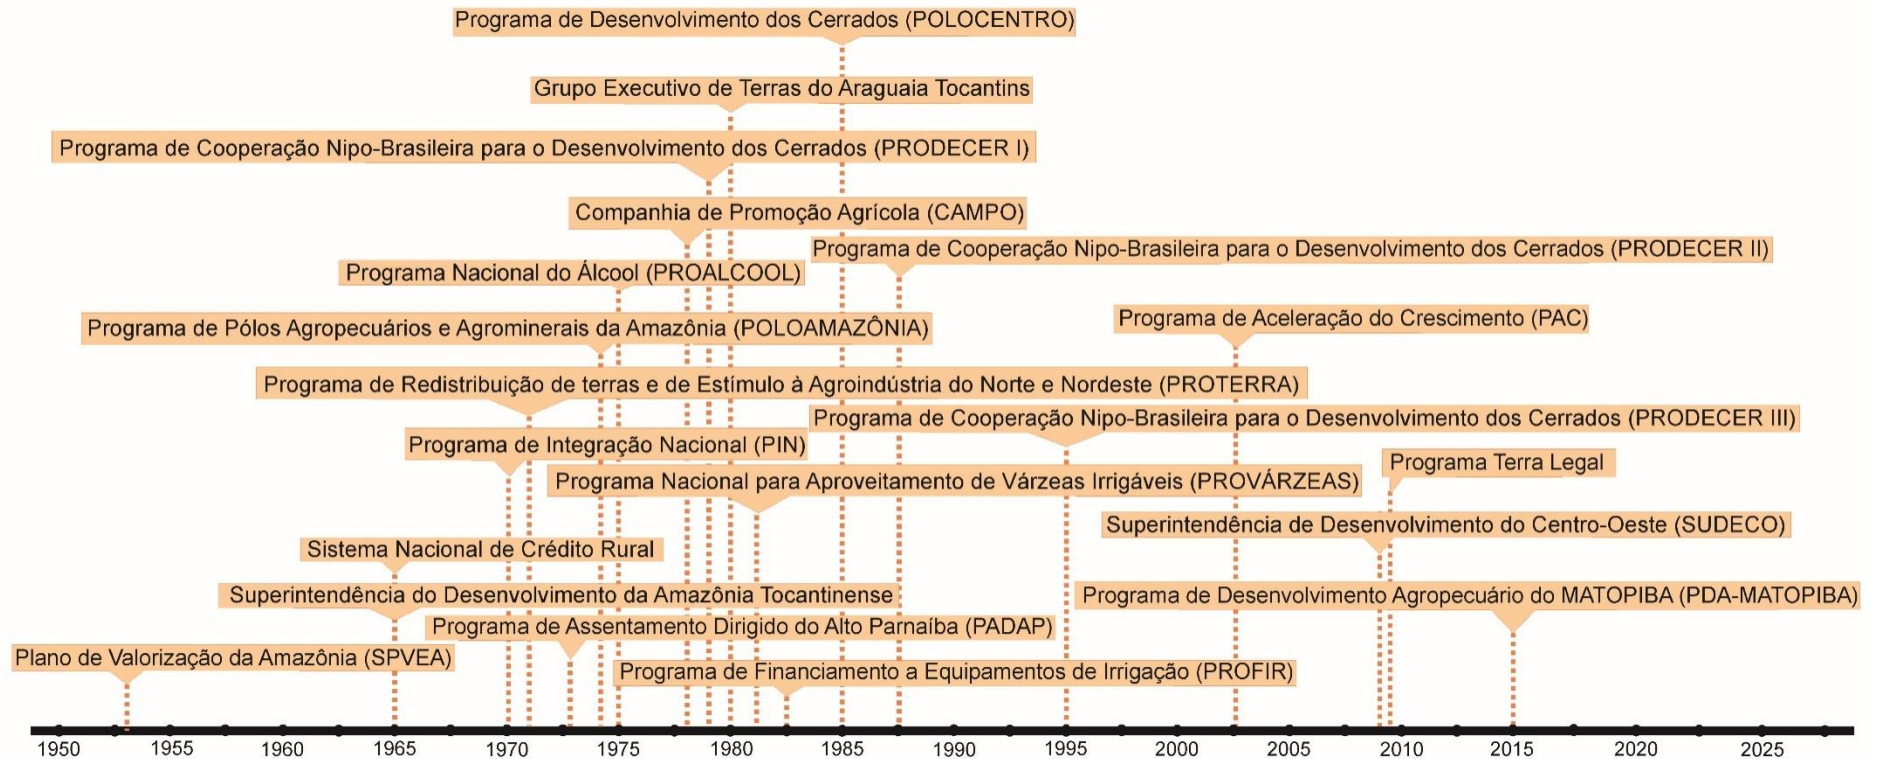 Programa de Desenvolvimento dos Cerrados (POLOCENTRO)
Grupo Executivo de Terras do Araguaia Tocantins
Programa de Cooperação Nipo-Brasileira para o Desenvolvimento dos Cerrados (PRODECER I)
Companhia de Promoção Agrícola (CAMPO)
Programa de Cooperação Nipo-Brasileira para o Desenvolvimento dos Cerrados (PRODECER II)
Programa Nacional do Álcool (PROALCOOL)
Programa de Aceleração do Crescimento (PAC)
Programa de Pólos Agropecuários e Agrominerais da Amazônia (POLOAMAZÔNIA)
Programa de Redistribuição de terras e de Estímulo à Agroindústria do Norte e Nordeste (PROTERRA)
Programa de Cooperação Nipo-Brasileira para o Desenvolvimento dos Cerrados (PRODECER III)
Programa de Integração Nacional (PIN)
Programa Terra Legal
Programa Nacional para Aproveitamento de Várzeas Irrigáveis (PROVÁRZEAS)
Superintendência de Desenvolvimento do Centro-Oeste (SUDECO)
Sistema Nacional de Crédito Rural
Superintendência do Desenvolvimento da Amazônia Tocantinense
Programa de Desenvolvimento Agropecuário do MATOPIBA (PDA-MATOPIBA)
Programa de Assentamento Dirigido do Alto Parnaíba (PADAP)
Plano de Valorização da Amazônia (SPVEA)
Programa de Financiamento a Equipamentos de Irrigação (PROFIR)
1950 1955 1960 1965 1970 1975 1980 1985 1990 1995 2000 2005 2010 2015 2020 2025